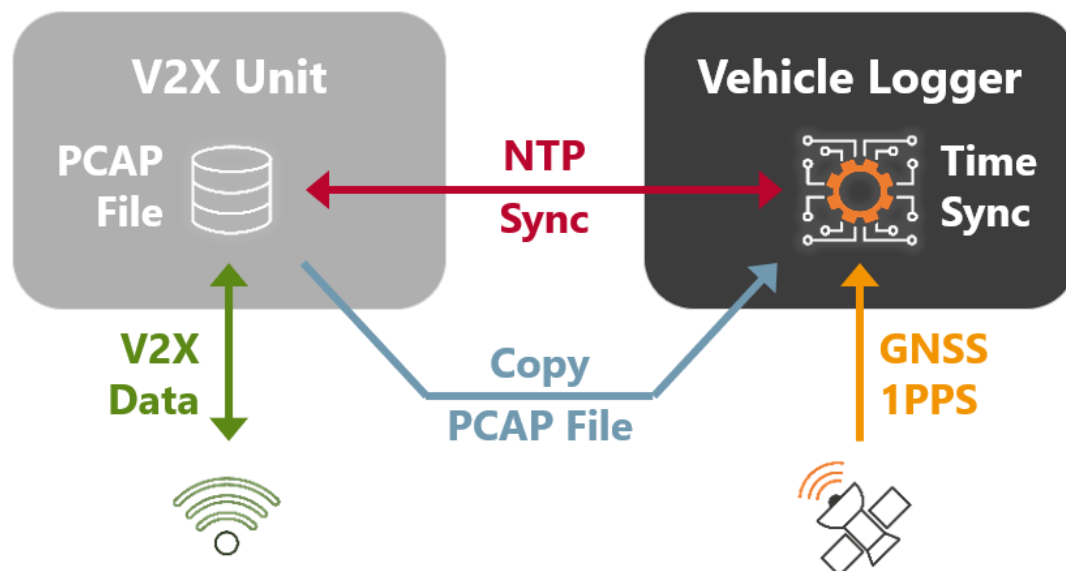 V2X Unit
PCAP
File
Vehicle Logger
Time
Sync
NTP
Sync
V2X
Data
Copy
PCAP File
GNSS
1PPS